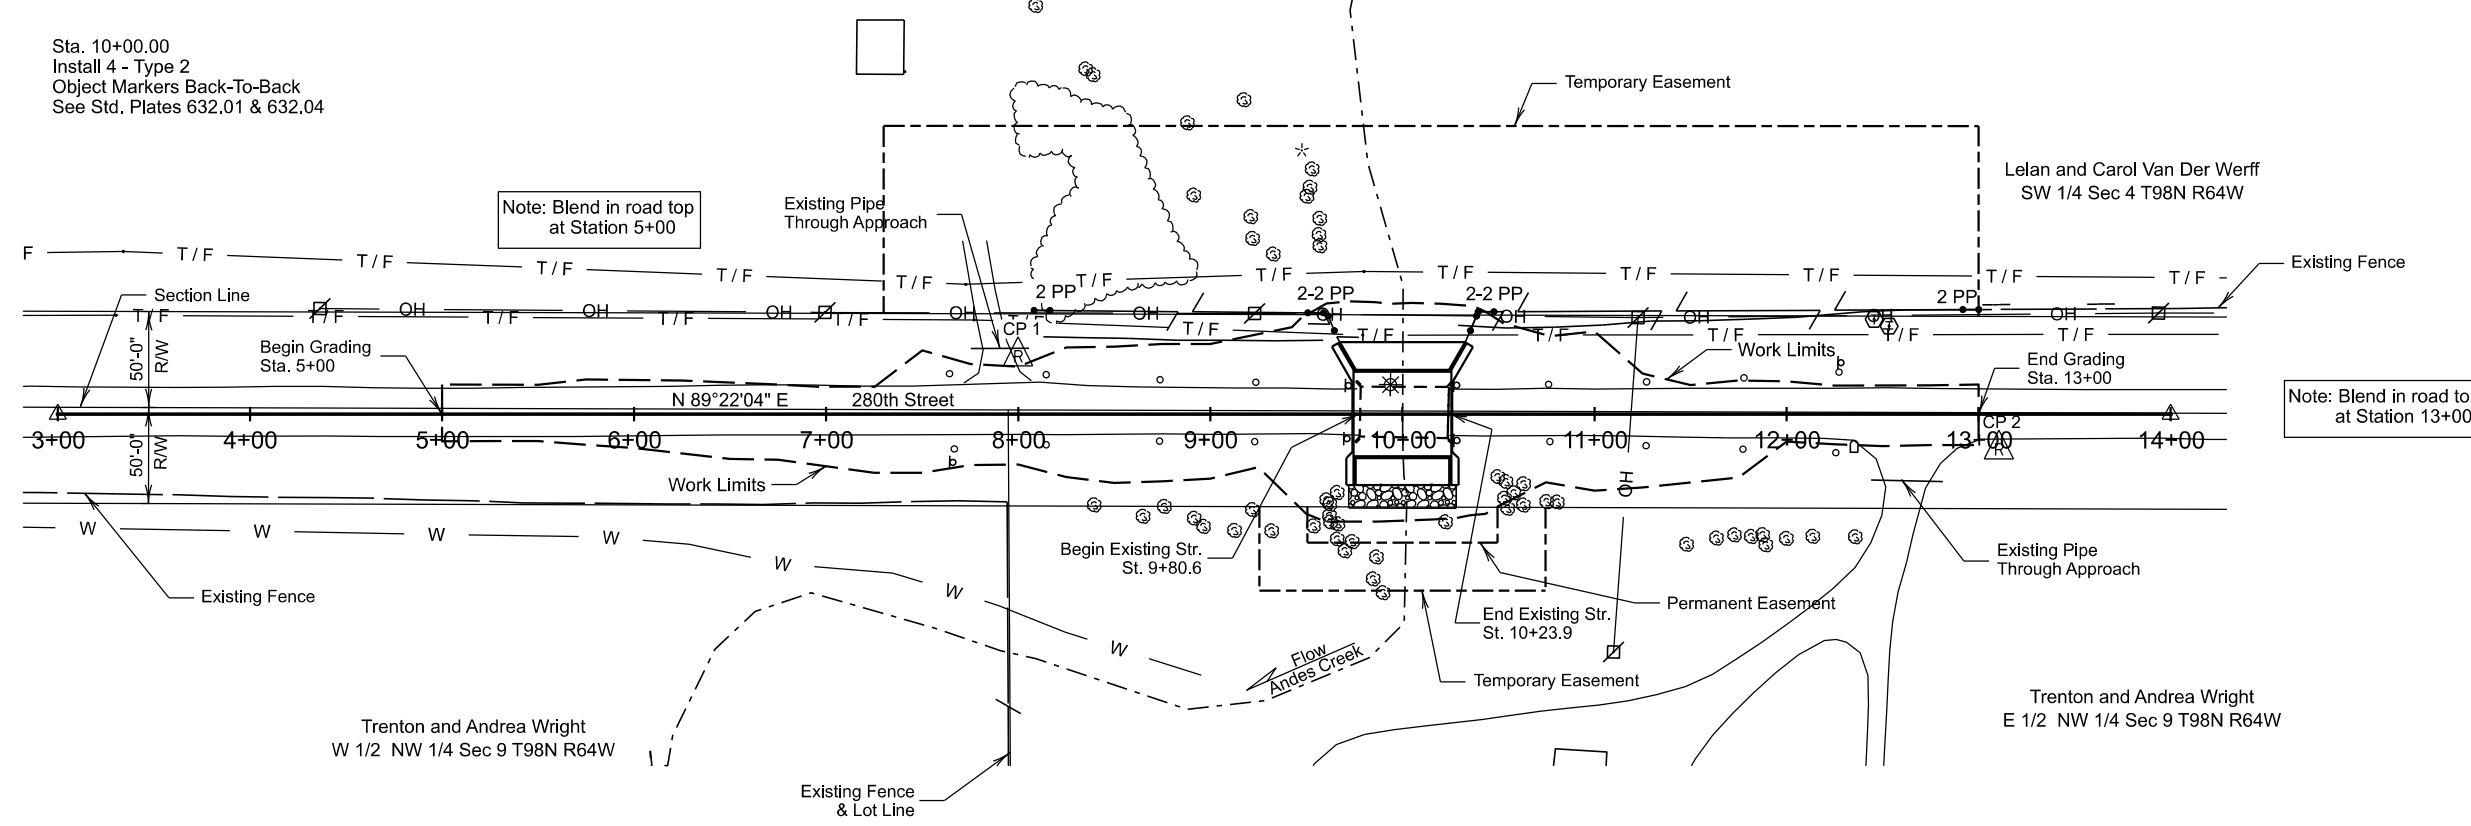 Sta. 10+00.00
Install 4 - Type 2
Object Markers Back-To-Back
See Std. Plates 632.01 & 632.04
Temporary Easement
Lelan and Carol Van Der Werff
SW 1/4 Sec 4 T98N R64W
Note: Blend in road top
at Station 5+00
Existing Pipe
Through Approach
F T / F T / F T / F T / F T / F T / F T / F T / F T / F T / F T / F T / F
Existing Fence
Section Line
2 PP 2-2 PP 2-2 PP 2 PP
OH OH OH OH OH OH OH OH OH
T / F T / F T / F T / F T / F T / F T / F T / F T / F T / F T / F T / F
CP 1
R
50'-0"
R/W
Begin Grading
Sta. 5+00
Work Limits
End Grading
Sta. 13+00
Note: Blend in road to
at Station 13+00
N 89°22'04" E 280th Street
CP 2
R
3+00 4+00 5+00 6+00 7+00 8+00 9+00 10+00 11+00 12+00 13+00 14+00
50'-0"
R/W
Work Limits
OH
W W W W W W W
Begin Existing Str.
St. 9+80.6
Existing Pipe
Through Approach
Existing Fence
Permanent Easement
End Existing Str.
St. 10+23.9
Flow
Andes Creek
Temporary Easement
Trenton and Andrea Wright
W 1/2 NW 1/4 Sec 9 T98N R64W
Trenton and Andrea Wright
E 1/2 NW 1/4 Sec 9 T98N R64W
Existing Fence
& Lot Line